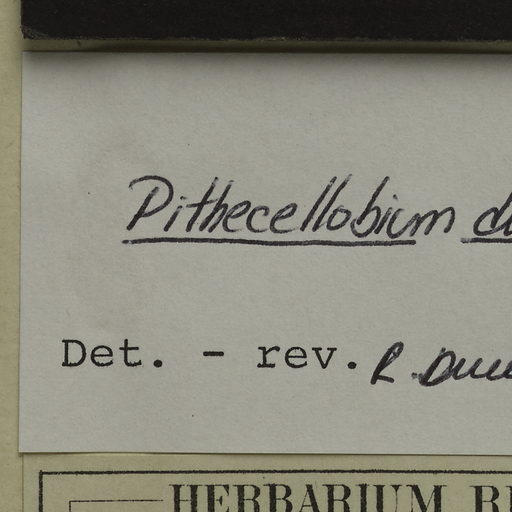 Pithecellobium
Det. - rev. R.
HERBARIUM